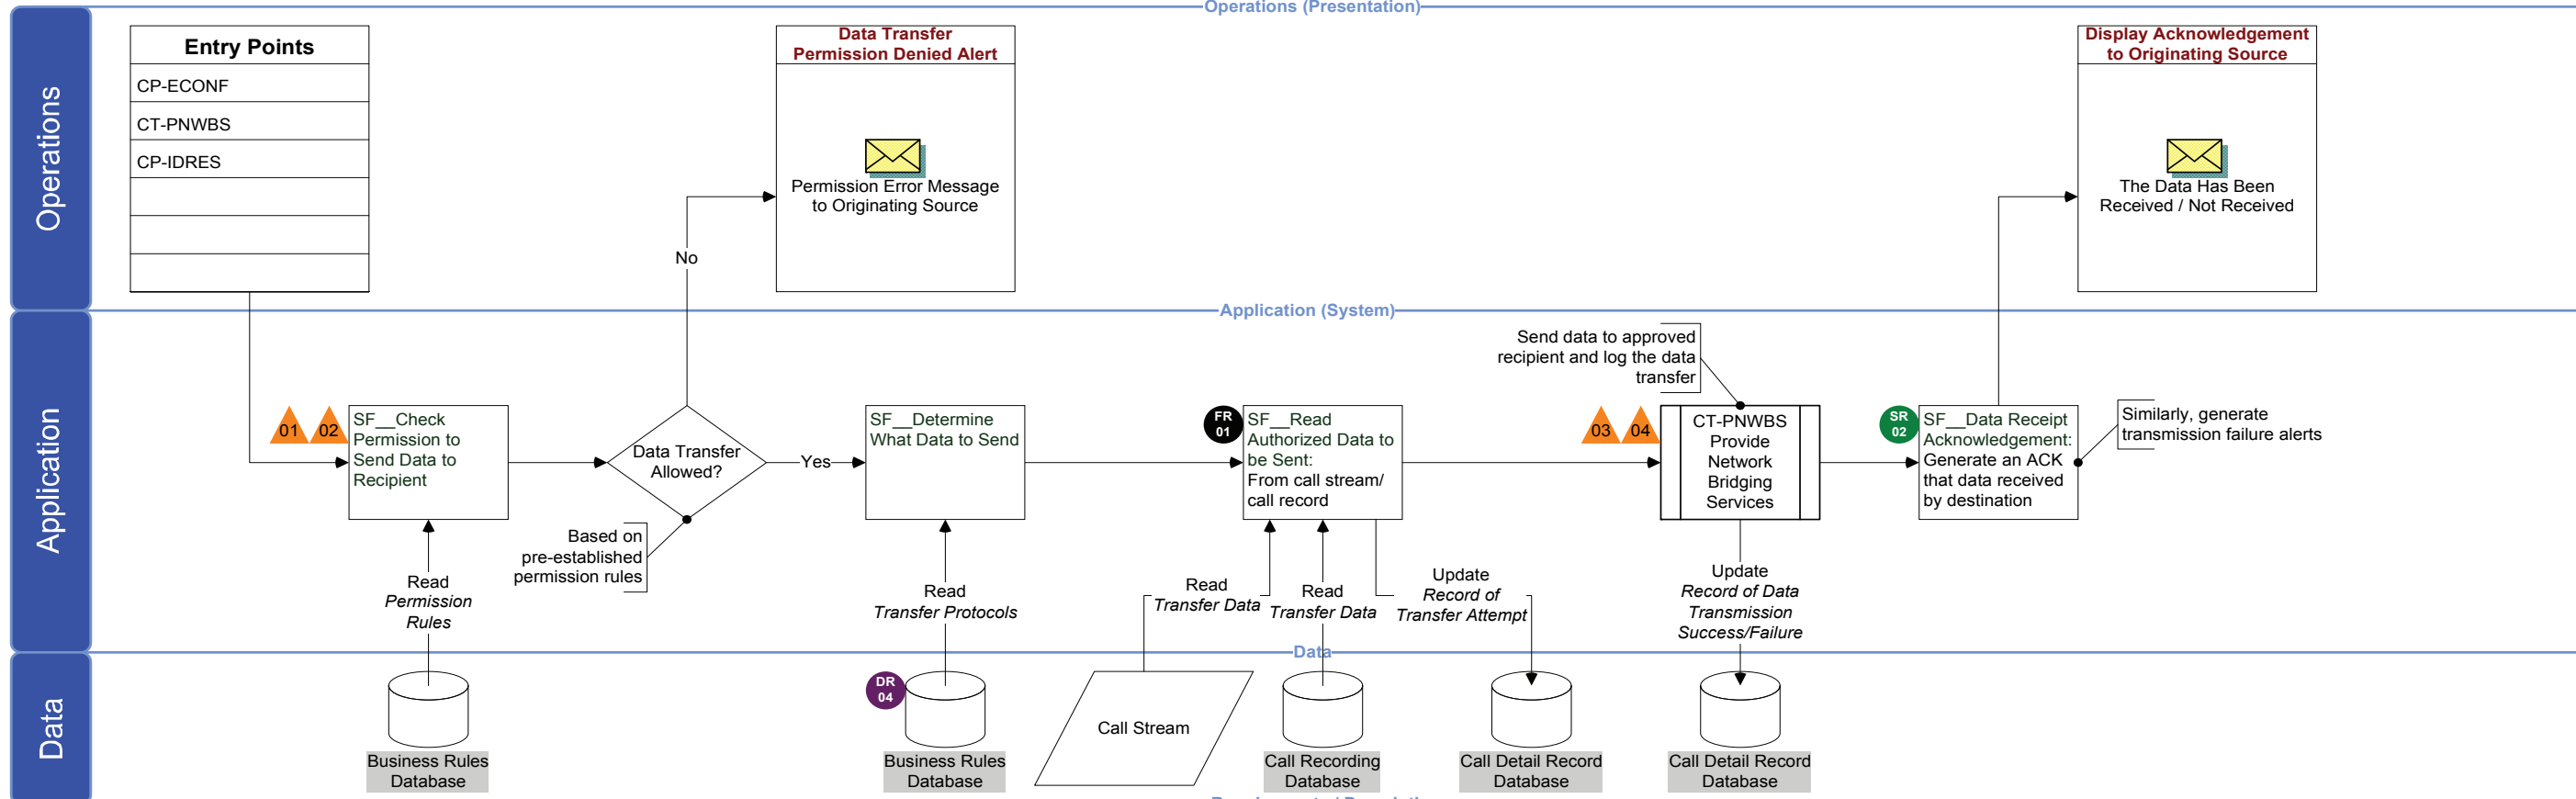 Operations (Presentation)
Operations
Entry Points
CP-ECONF
CT-PNWBS
CP-IDRES
Data Transfer
Permission Denied Alert
Permission Error Message
to Originating Source
Display Acknowledgement
to Originating Source
The Data Has Been
Received / Not Received
No
Application (System)
Application
01
02
SF__Check
Permission to
Send Data to
Recipient
Data Transfer
Allowed?
Yes
Based on
pre-established
permission rules
SF__Determine
What Data to Send
FR
01
SF__Read
Authorized Data to
be Sent:
From call stream/
call record
Send data to approved
recipient and log the data
transfer
03
04
CT-PNWBS
Provide
Network
Bridging
Services
SR
02
SF__Data Receipt
Acknowledgement:
Generate an ACK
that data received
by destination
Similarly, generate
transmission failure alerts
Read
Permission
Rules
Read
Transfer Protocols
Read
Transfer Data
Read
Transfer Data
Update
Record of
Transfer Attempt
Update
Record of Data
Transmission
Success/Failure
Data
Data
Business Rules
Database
DR
04
Business Rules
Database
Call Stream
Call Recording
Database
Call Detail Record
Database
Call Detail Record
Database